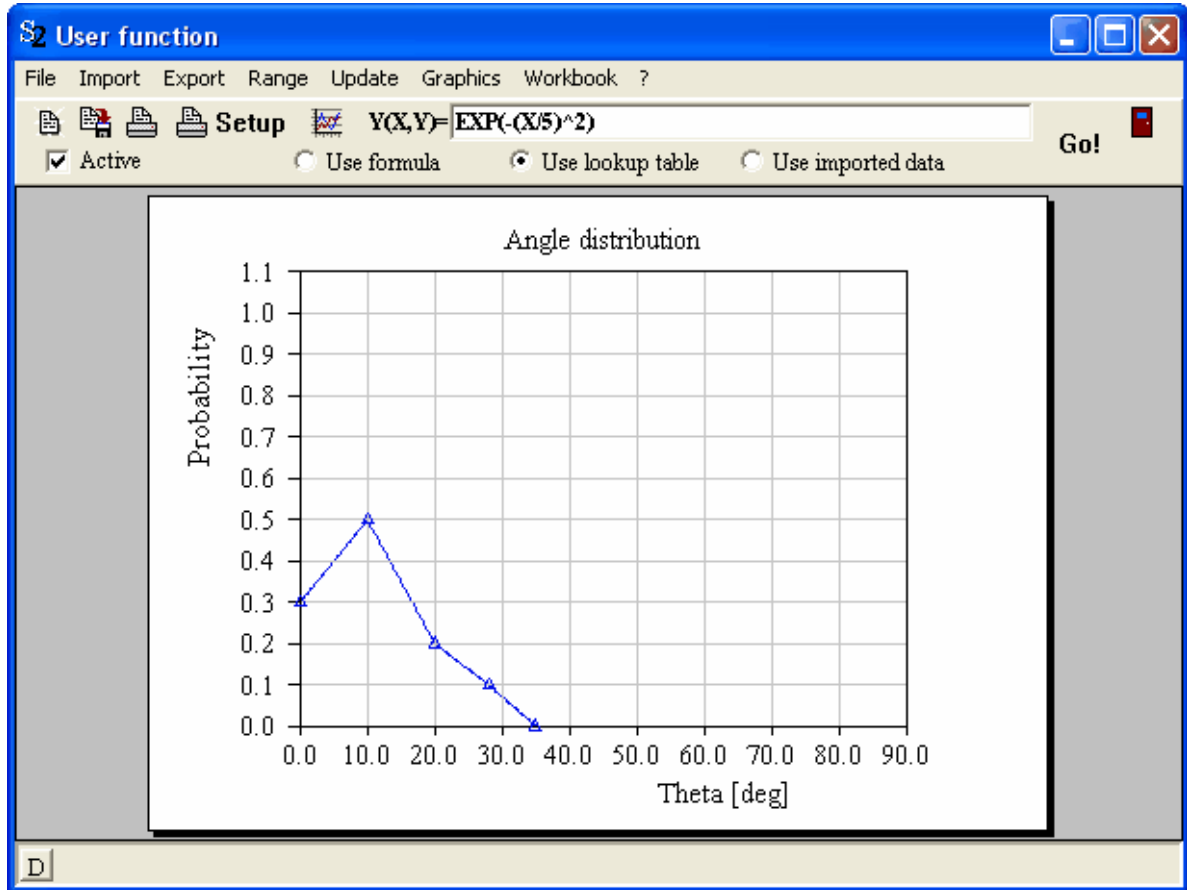 S2 User function
File Import Export Range Update Graphics Workbook ?
Setup Y(X,Y)= EXP(-(X/5)^2)
Go!
Active Use formula Use lookup table Use imported data
Angle distribution
Probability
1.1
1.0
0.9
0.8
0.7
0.6
0.5
0.4
0.3
0.2
0.1
0.0
0.0 10.0 20.0 30.0 40.0 50.0 60.0 70.0 80.0 90.0
Theta [deg]
D